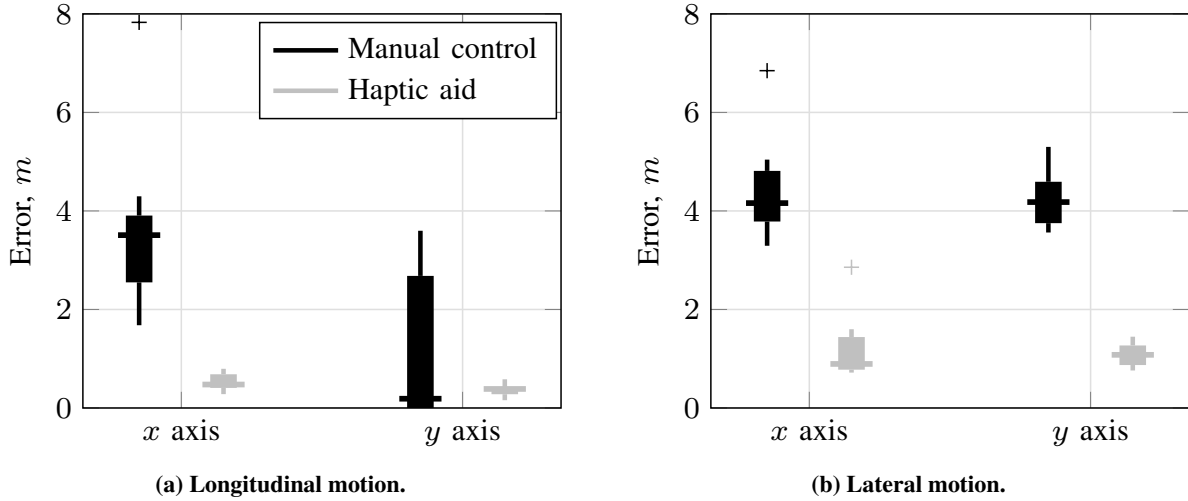 8
6
4
2
0
Error, m
Manual control
Haptic aid
x axis
y axis
(a) Longitudinal motion.
8
6
4
2
0
Error, m
x axis
y axis
(b) Lateral motion.